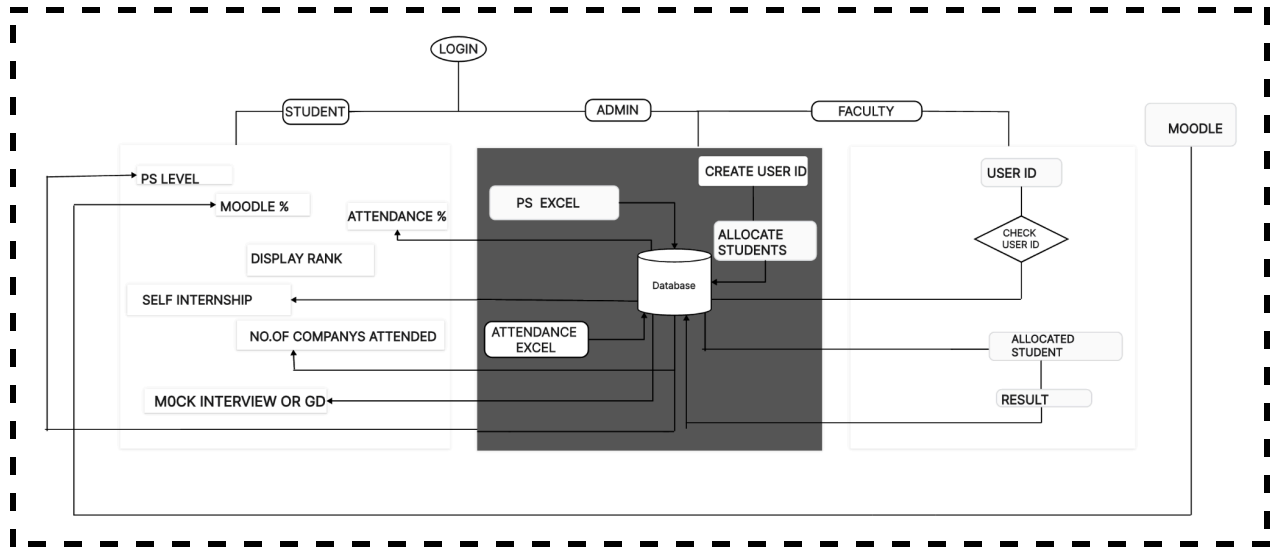 LOGIN
STUDENT
ADMIN
FACULTY
MOODLE
PS LEVEL
MOODLE %
ATTENDANCE %
DISPLAY RANK
SELF INTERNSHIP
NO.OF COMPANYS ATTENDED
M0CK INTERVIEW OR GD
CREATE USER ID
PS EXCEL
ALLOCATE
STUDENTS
Database
ATTENDANCE
EXCEL
USER ID
CHECK
USER ID
ALLOCATED
STUDENT
RESULT